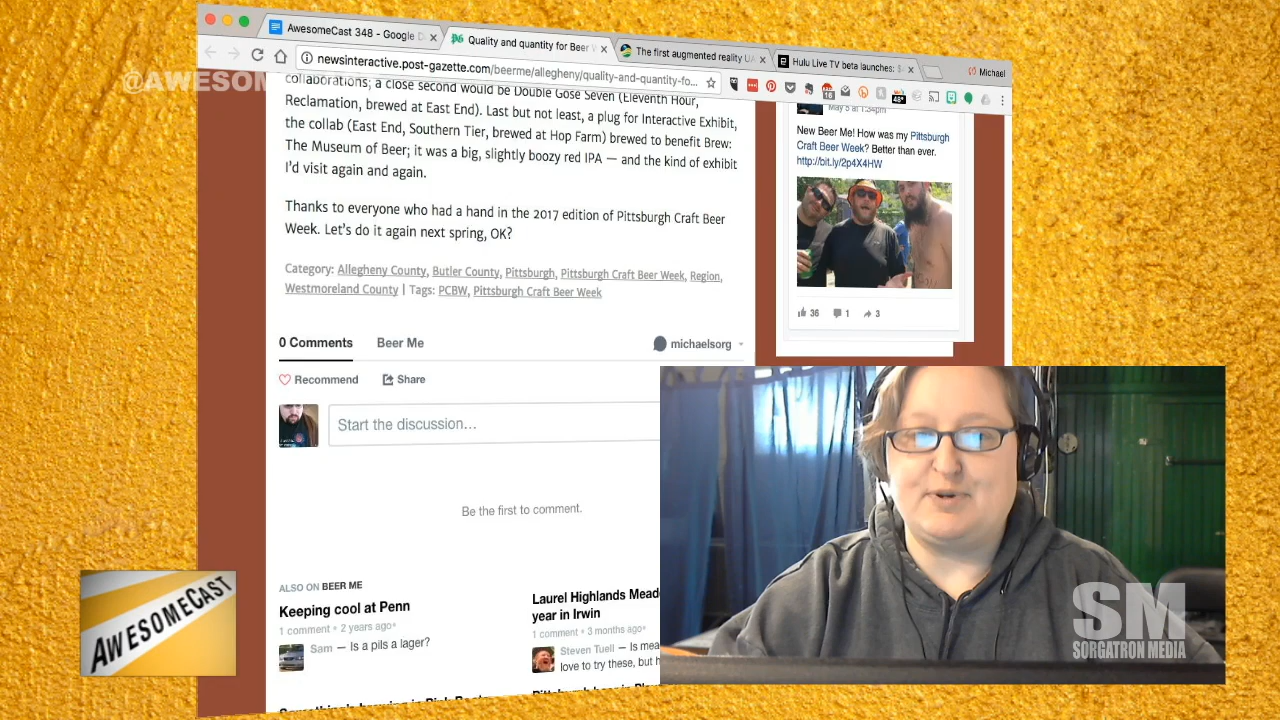 AwesomeCast 348 - Google D
Quality and quantity for Beer W
The first augmented reality U
Hulu Live TV beta launches: $
Michael
newsinteractive.post-gazette.com/beerme/allegheny/quality-and-quantity-fo...
@AWESOM
collaborations; a close second would be Double Gose Seven (Eleventh Hour,
Reclamation, brewed at East End). Last but not least, a plug for Interactive Exhibit,
the collab (East End, Southern Tier, brewed at Hop Farm) brewed to benefit Brew:
The Museum of Beer; it was a big, slightly boozy red IPA — and the kind of exhibit
I'd visit again and again.
Thanks to everyone who had a hand in the 2017 edition of Pittsburgh Craft Beer
Week. Let's do it again next spring, OK?
Category: Allegheny County, Butler County, Pittsburgh, Pittsburgh Craft Beer Week, Region,
Westmoreland County | Tags: PCBW, Pittsburgh Craft Beer Week
May 5 at 1:34pm
New Beer Me! How was my Pittsburgh
Craft Beer Week? Better than ever.
http://bit.ly/2p4X4HW
36 1 3
0 Comments Beer Me michaelsorg
Recommend Share
Start the discussion...
Be the first to comment.
ALSO ON BEER ME
Keeping cool at Penn
1 comment • 2 years ago
Sam — Is a pils a lager?
Laurel Highlands Mead
year in Irwin
1 comment • 3 months ago
Steven Tuell — Is mea
love to try these, but h
AWESOMECAST
SM
SORGATRON MEDIA